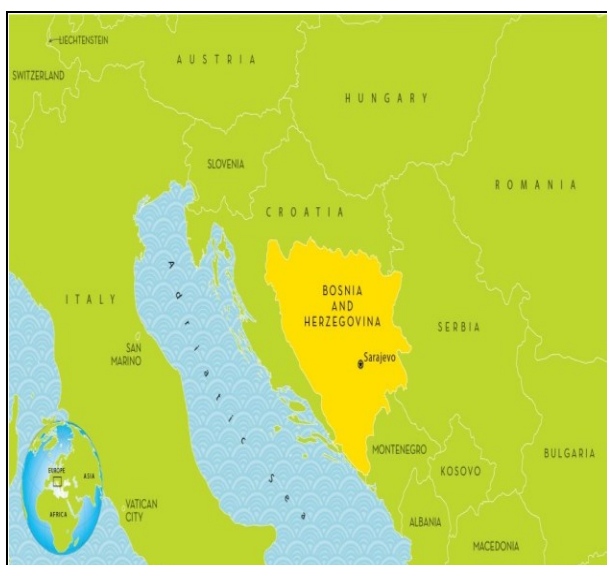 LIECHTENSTEIN
AUSTRIA
SWITZERLAND
HUNGARY
SLOVENIA
ROMANIA
CROATIA
Adriatic Sea
BOSNIA
AND
HERZEGOVINA
ITALY
SERBIA
SAN
MARINO
Sarajevo
MONTENEGRO
BULGARIA
KOSOVO
EUROPE
ASIA
AFRICA
VATICAN
CITY
ALBANIA
MACEDONIA